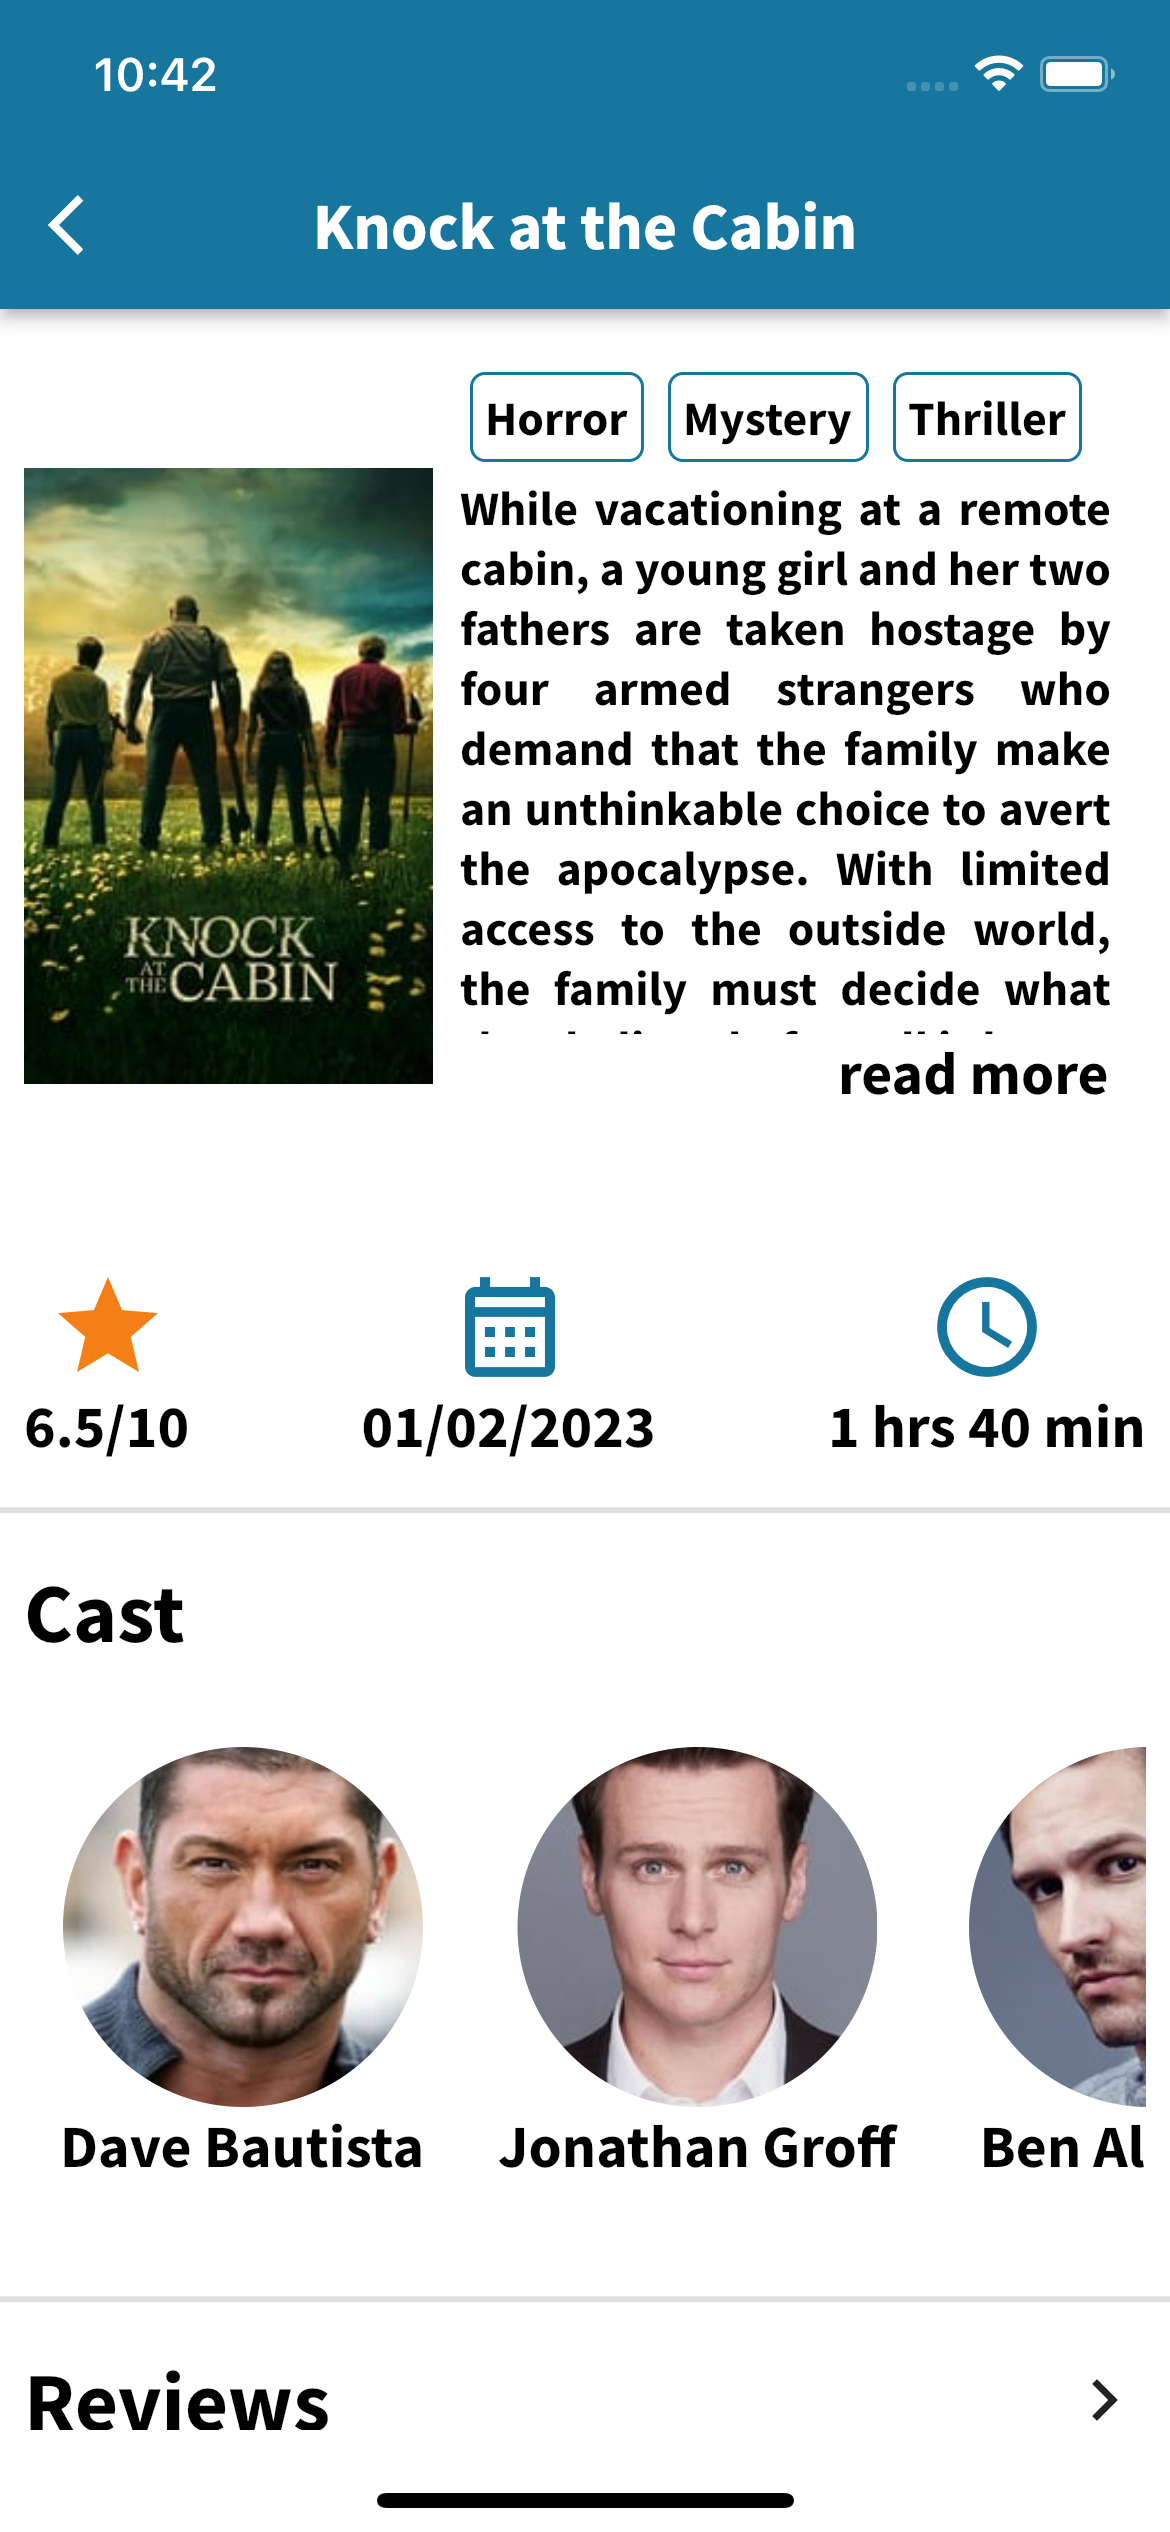 10:42
Knock at the Cabin
Horror Mystery Thriller
While vacationing at a remote
cabin, a young girl and her two
fathers are taken hostage by
four armed strangers who
demand that the family make
an unthinkable choice to avert
the apocalypse. With limited
access to the outside world,
the family must decide what
read more
KNOCK
AT
THE CABIN
6.5/10 01/02/2023 1 hrs 40 min
Cast
Dave Bautista Jonathan Groff Ben Al
Reviews